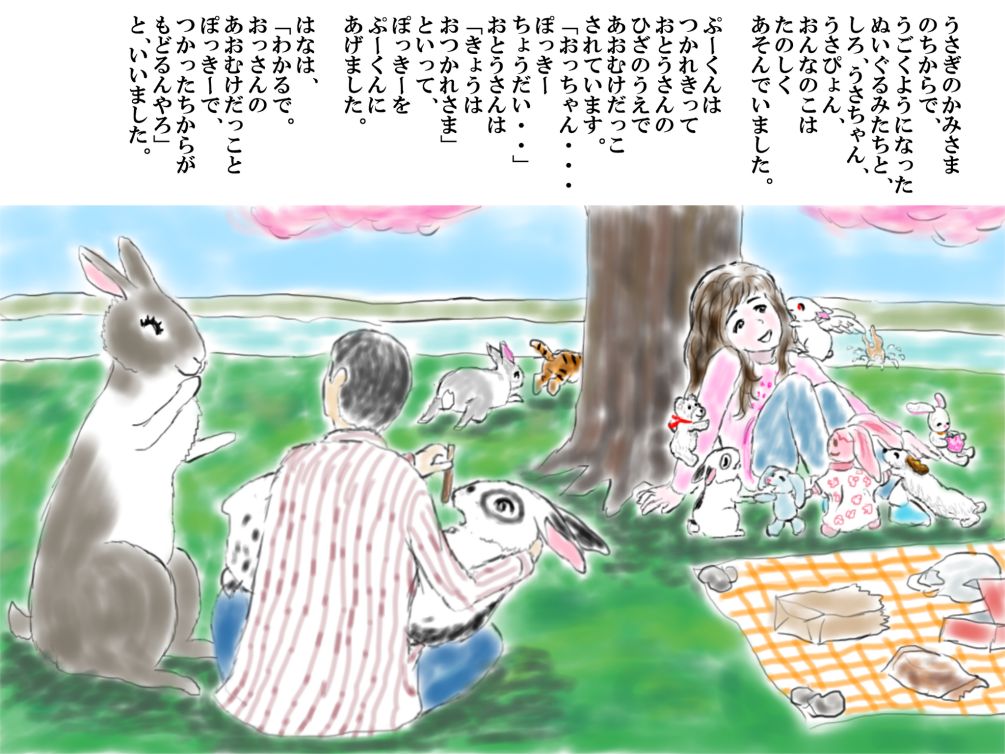 うさぎのかみさま
のちからで、
うごくようになった
ぬいぐるみたちと、
しろ、うさちゃん、
うさぴょん、
おんなのこは
たのしく
あそんでいました。
ぷーくんは
つかれきって
おとうさんの
ひざのうえで
あおむけだっこ
されています。
「おっちゃん・・・
ぽっきー
ちょうだい・・」
おとうさんは
「きょうは
おつかれさま」
といって、
ぽっきーを
ぷーくんに
あげました。
はなは、
「わかるで。
おっさんの
あおむけだっこと
ぽっきーで、
つかったちからが
もどるんやろ」
と、いいました。